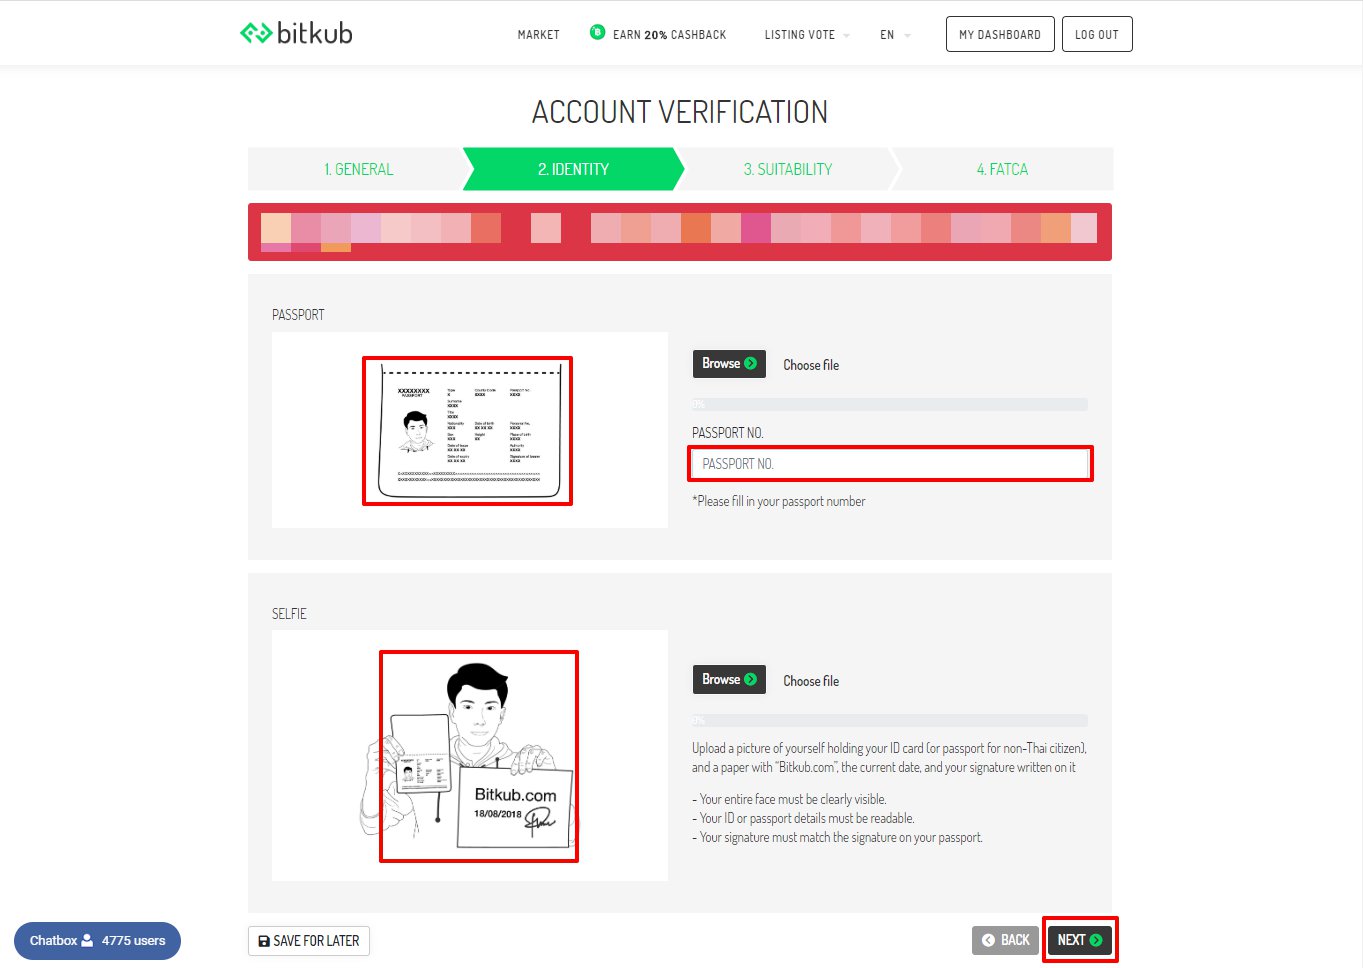 bitkub
MARKET
EARN 20% CASHBACK
LISTING VOTE
EN
MY DASHBOARD
LOG OUT
ACCOUNT VERIFICATION
1. GENERAL
2. IDENTITY
3. SUITABILITY
4. FATCA
PASSPORT
XXXXXXXX
PASSPORT
Browse
Choose file
0%
PASSPORT NO.
PASSPORT NO.
*Please fill in your passport number
SELFIE
Bitkub.com
18/08/2018
Browse
Choose file
0%
Upload a picture of yourself holding your ID card (or passport for non-Thai citizen),
and a paper with “Bitkub.com”, the current date, and your signature written on it
- Your entire face must be clearly visible.
- Your ID or passport details must be readable.
- Your signature must match the signature on your passport.
Chatbox 4775 users
SAVE FOR LATER
BACK
NEXT